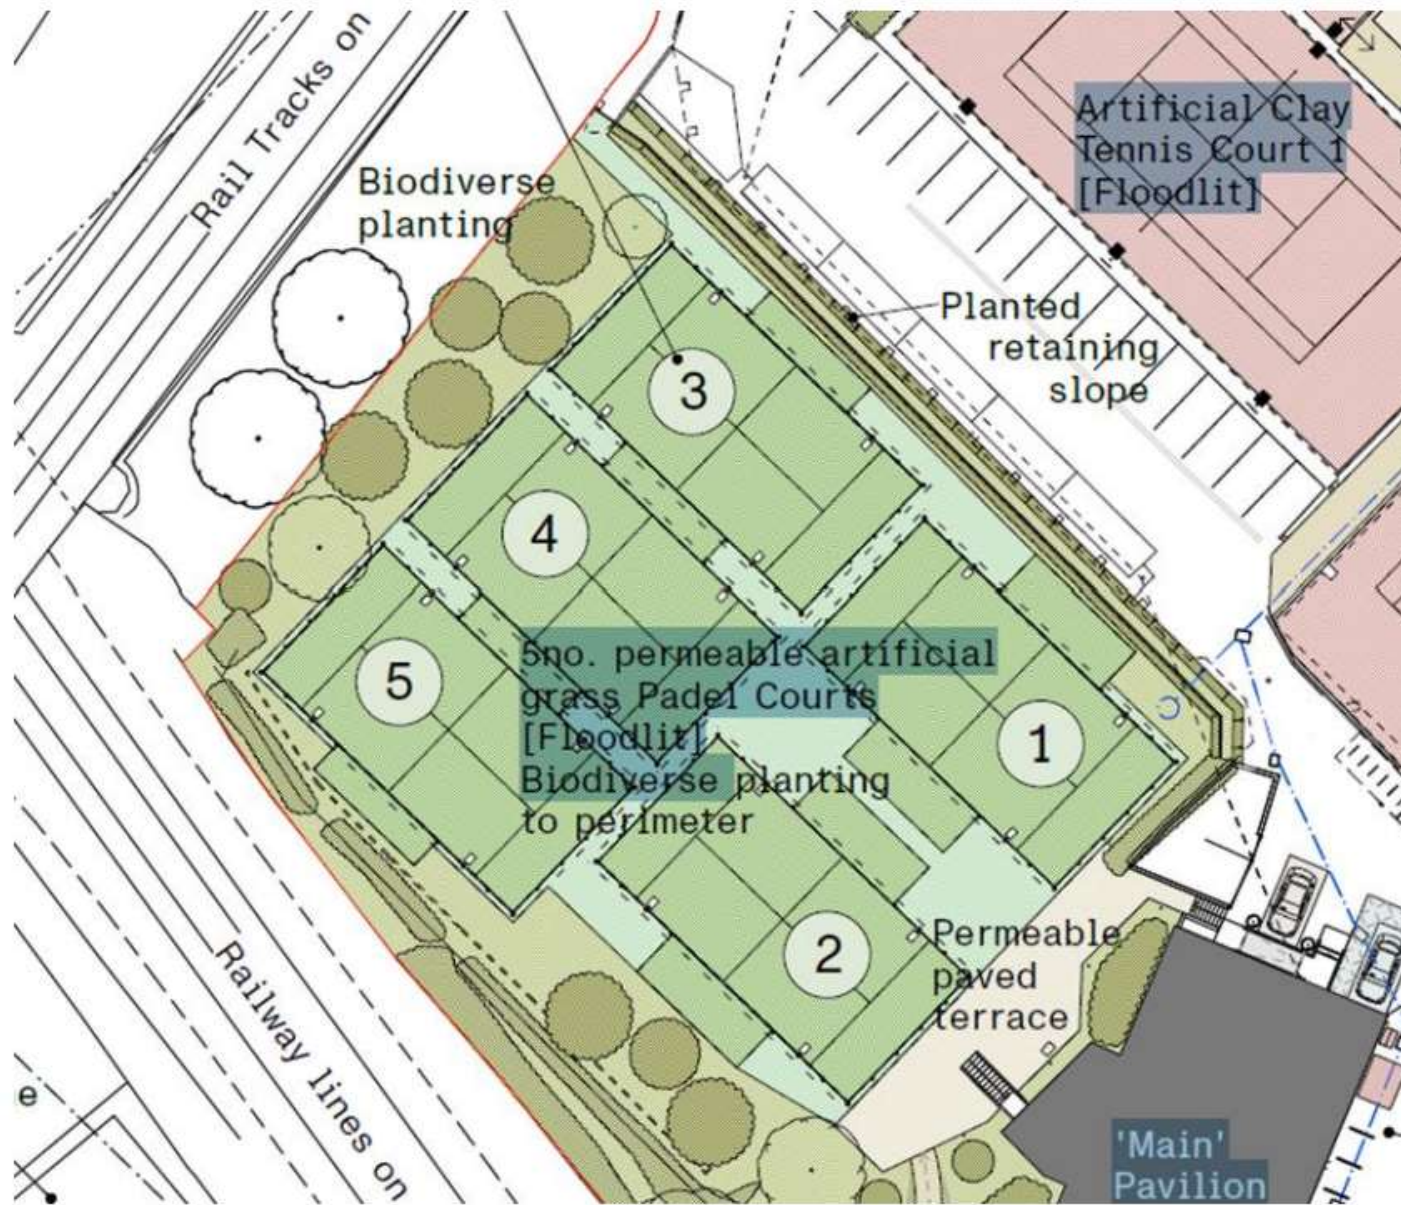 Rail Tracks on
Biodiverse
planting
Artificial Clay
Tennis Court 1
[Floodlit]
Planted
retaining
slope
3
4
5
5no. permeable artificial
grass Padel Courts
[Floodlit]
Biodiverse planting
to perimeter
1
2
Permeable
paved
terrace
Railway lines on
e
'Main'
Pavilion